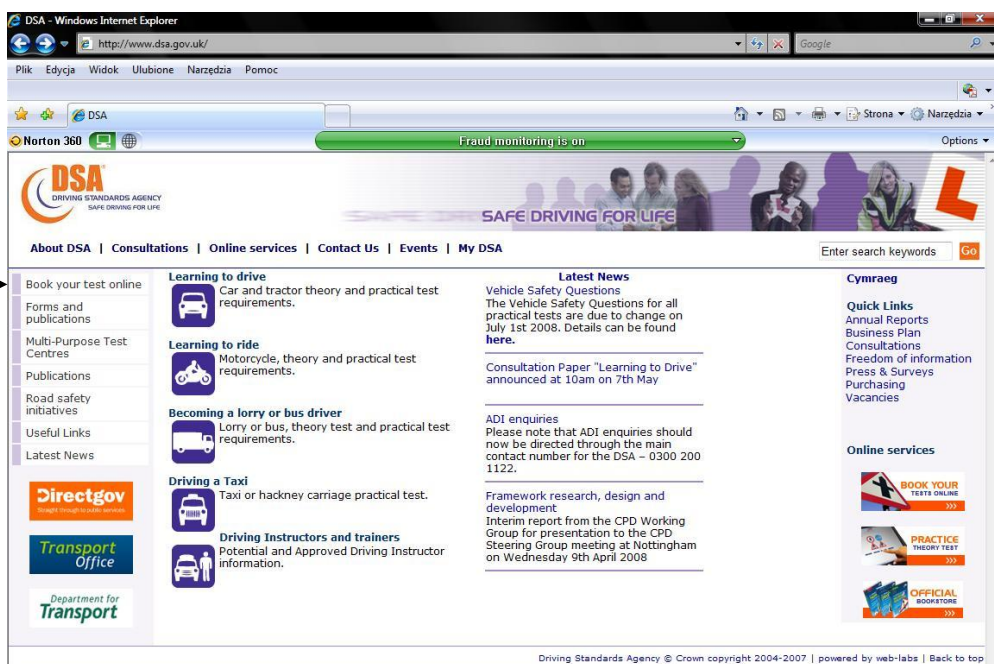 DSA - Windows Internet Explorer
http://www.dsa.gov.uk/
Google
Plik Edycja Widok Ulubione Narzędzia Pomoc
DSA
Strona
Narzędzia
Norton 360
Fraud monitoring is on
Options
DSA
DRIVING STANDARDS AGENCY
SAFE DRIVING FOR LIFE
SAFE DRIVING FOR LIFE
L
About DSA | Consultations | Online services | Contact Us | Events | My DSA
Enter search keywords
Go
Book your test online
Forms and
publications
Multi-Purpose Test
Centres
Publications
Road safety
initiatives
Useful Links
Latest News
Directgov
Straight through to public services
Transport
Office
Department for
Transport
Learning to drive
Car and tractor theory and practical test
requirements.
Learning to ride
Motorcycle, theory and practical test
requirements.
Becoming a lorry or bus driver
Lorry or bus, theory test and practical test
requirements.
Driving a Taxi
Taxi or hackney carriage practical test.
Driving Instructors and trainers
Potential and Approved Driving Instructor
information.
Latest News
Vehicle Safety Questions
The Vehicle Safety Questions for all
practical tests are due to change on
July 1st 2008. Details can be found
here.
Consultation Paper "Learning to Drive"
announced at 10am on 7th May
ADI enquiries
Please note that ADI enquiries should
now be directed through the main
contact number for the DSA – 0300 200
1122.
Framework research, design and
development
Interim report from the CPD Working
Group for presentation to the CPD
Steering Group meeting at Nottingham
on Wednesday 9th April 2008
Cymraeg
Quick Links
Annual Reports
Business Plan
Consultations
Freedom of information
Press & Surveys
Purchasing
Vacancies
Online services
BOOK YOUR
TESTS ONLINE
PRACTICE
THEORY TEST
OFFICIAL
BOOKSTORE
Driving Standards Agency © Crown copyright 2004-2007 | powered by web-labs | Back to top